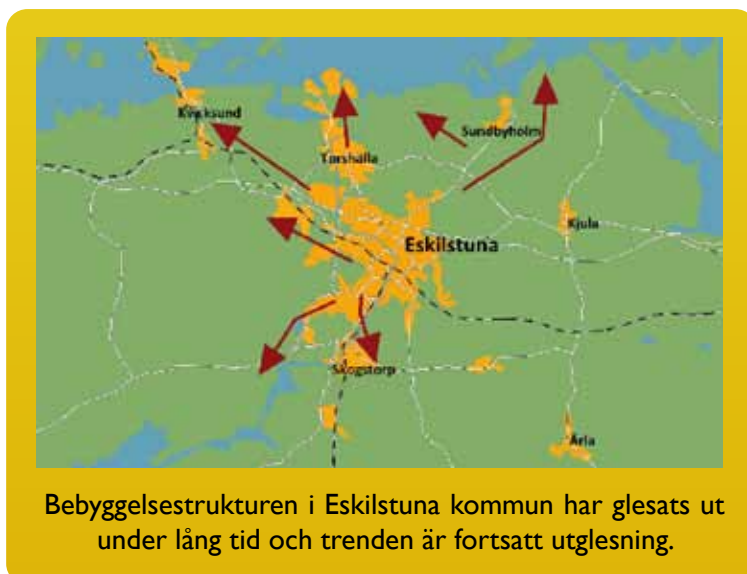 Kvicksund
Torshälla
Sundbyholm
Kjula
Eskilstuna
Skogstorp
Ärla
Bebyggelsestrukturen i Eskilstuna kommun har glesats ut
under lång tid och trenden är fortsatt utglesning.